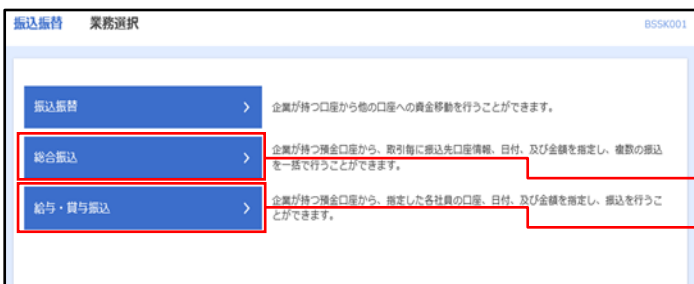 振込振替 業務選択 BSSK001
振込振替
企業が持つ口座から他の口座への資金移動を行うことができます。
総合振込
企業が持つ預金口座から、取引毎に振込先口座情報、日付、及び金額を指定し、複数の振込
を一括で行うことができます。
給与・賞与振込
企業が持つ預金口座から、指定した各社員の口座、日付、及び金額を指定し、振込を行うこ
とができます。